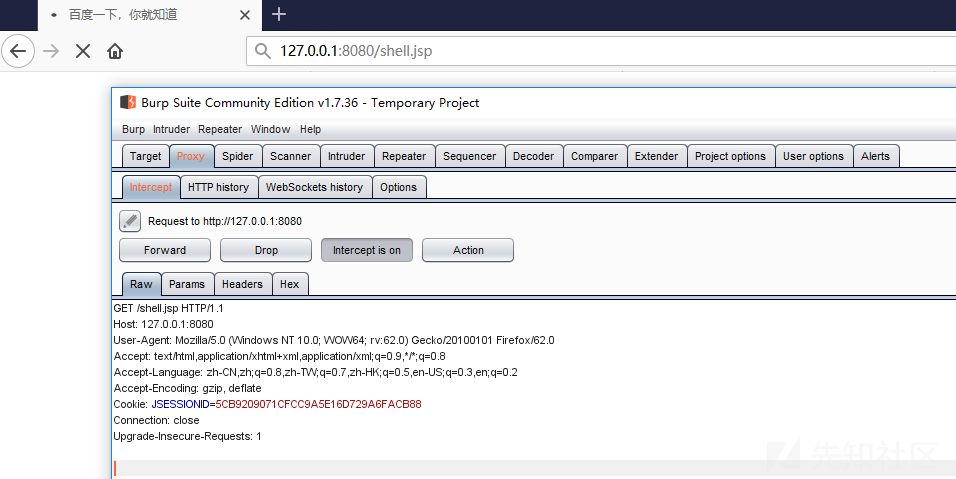 百度一下，你就知道
127.0.0.1:8080/shell.jsp
Burp Suite Community Edition v1.7.36 - Temporary Project
Burp Intruder Repeater Window Help
Target Proxy Spider Scanner Intruder Repeater Sequencer Decoder Comparer Extender Project options User options Alerts
Intercept HTTP history WebSockets history Options
Request to http://127.0.0.1:8080
Forward Drop Intercept is on Action
Raw Params Headers Hex
GET /shell.jsp HTTP/1.1
Host: 127.0.0.1:8080
User-Agent: Mozilla/5.0 (Windows NT 10.0; WOW64; rv:62.0) Gecko/20100101 Firefox/62.0
Accept: text/html,application/xhtml+xml,application/xml;q=0.9,*/*;q=0.8
Accept-Language: zh-CN,zh;q=0.8,zh-TW;q=0.7,zh-HK;q=0.5,en-US;q=0.3,en;q=0.2
Accept-Encoding: gzip, deflate
Cookie: JSESSIONID=5CB9209071CFCC9A5E16D729A6FACB88
Connection: close
Upgrade-Insecure-Requests: 1
先知社区